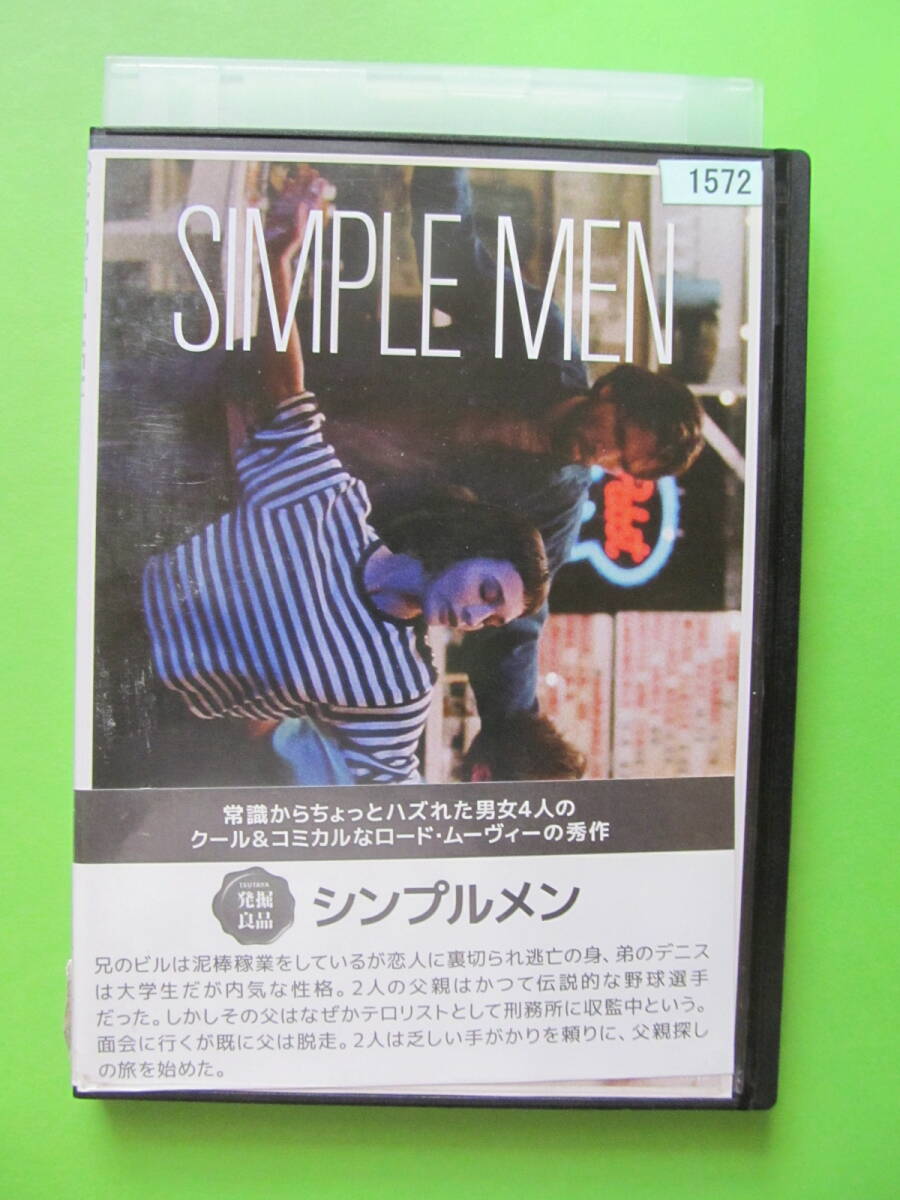 1572
SIMPLE MEN
Pabst
常識からちょっとハズれた男女4人の
クール&コミカルなロード・ムーヴィーの秀作
TSUTAYA
発掘
良品
シンプルメン
兄のビルは泥棒稼業をしているが恋人に裏切られ逃亡の身、弟のデニス
は大学生だが内気な性格。2人の父親はかつて伝説的な野球選手
だった。しかしその父はなぜかテロリストとして刑務所に収監中という。
面会に行くが既に父は脱走。2人は乏しい手がかりを頼りに、父親探し
の旅を始めた。